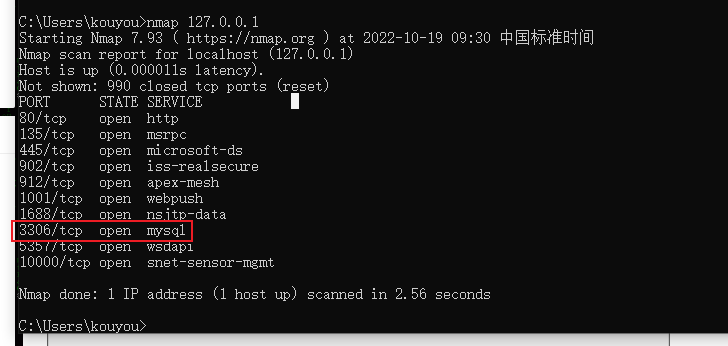 C:\Users\kouyou>nmap 127.0.0.1
Starting Nmap 7.93 ( https://nmap.org ) at 2022-10-19 09:30 中国标准时间
Nmap scan report for localhost (127.0.0.1)
Host is up (0.000011s latency).
Not shown: 990 closed tcp ports (reset)
PORT      STATE SERVICE
80/tcp    open  http
135/tcp   open  msrpc
445/tcp   open  microsoft-ds
902/tcp   open  iss-realsecure
912/tcp   open  apex-mesh
1001/tcp  open  webpush
1688/tcp  open  nsjtp-data
3306/tcp  open  mysql
5357/tcp  open  wsdapi
10000/tcp open  snet-sensor-mgmt
Nmap done: 1 IP address (1 host up) scanned in 2.56 seconds
C:\Users\kouyou>